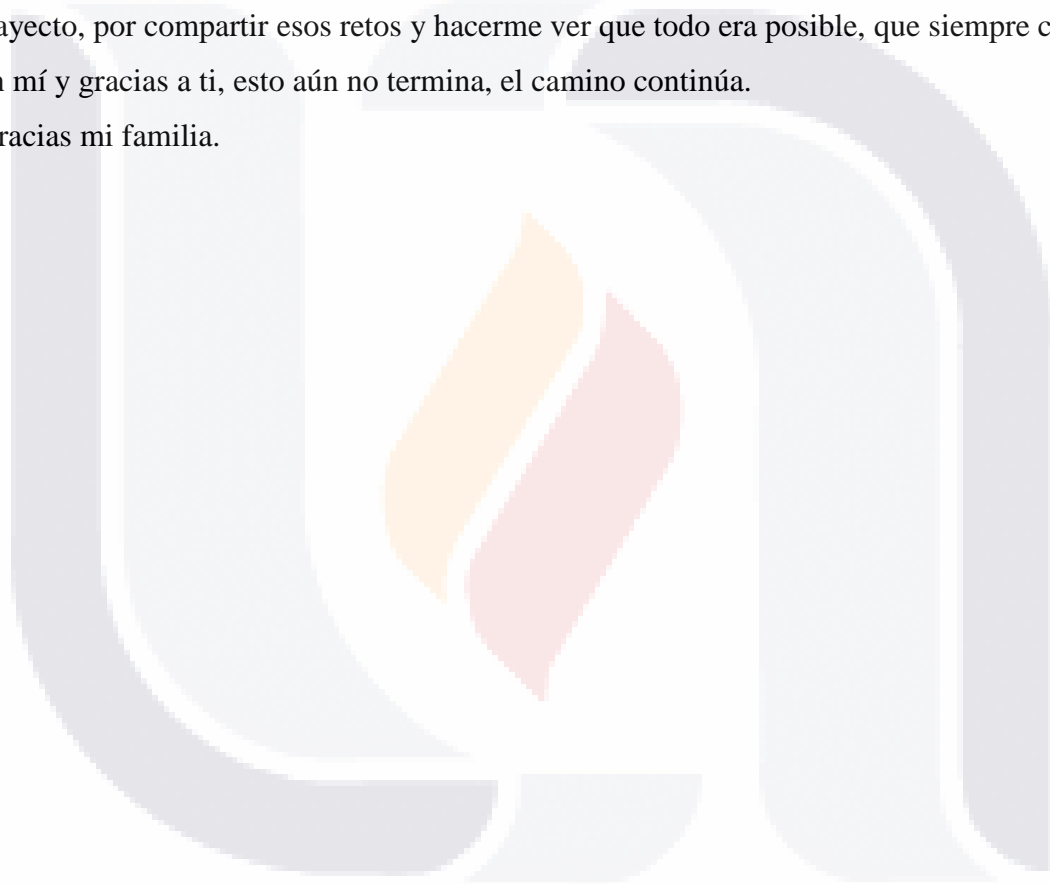 ayecto, por compartir esos retos y hacerme ver que todo era posible, que siempre c
mí y gracias a ti, esto aún no termina, el camino continúa.
racias mi familia.